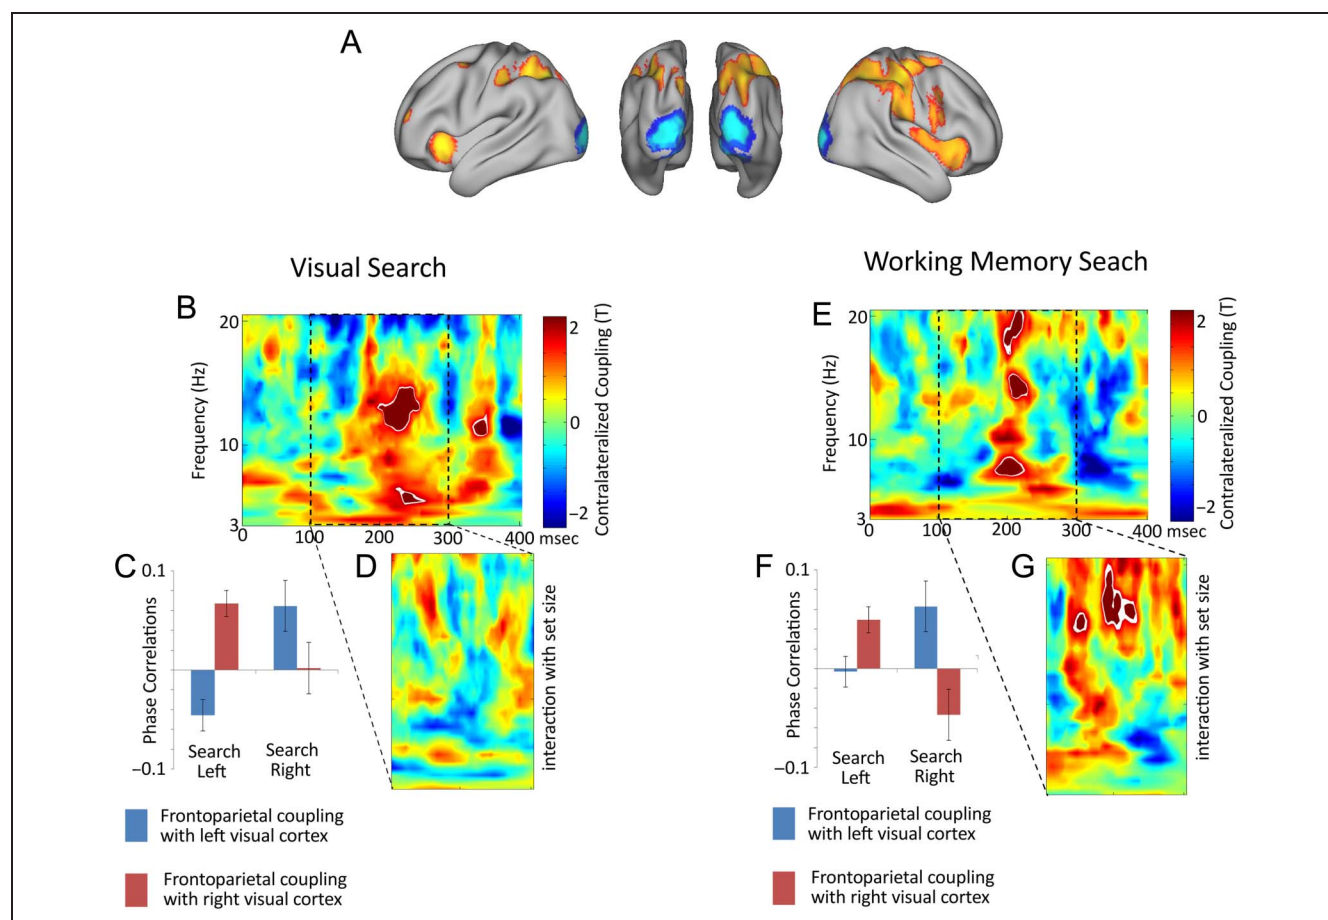 A
Visual Search
Working Memory Seach
B
20
10
3
Frequency (Hz)
0 100 200 300 400 msec
2
0
−2
Contralateralized Coupling (T)
E
20
10
3
Frequency (Hz)
0 100 200 300 400 msec
2
0
−2
Contralateralized Coupling (T)
C
0.1
−0.1
Phase Correlations
Search Left
Search Right
D
interaction with set size
F
0.1
−0.1
Phase Correlations
Search Left
Search Right
G
interaction with set size
Frontoparietal coupling
with left visual cortex
Frontoparietal coupling
with right visual cortex
Frontoparietal coupling
with left visual cortex
Frontoparietal coupling
with right visual cortex